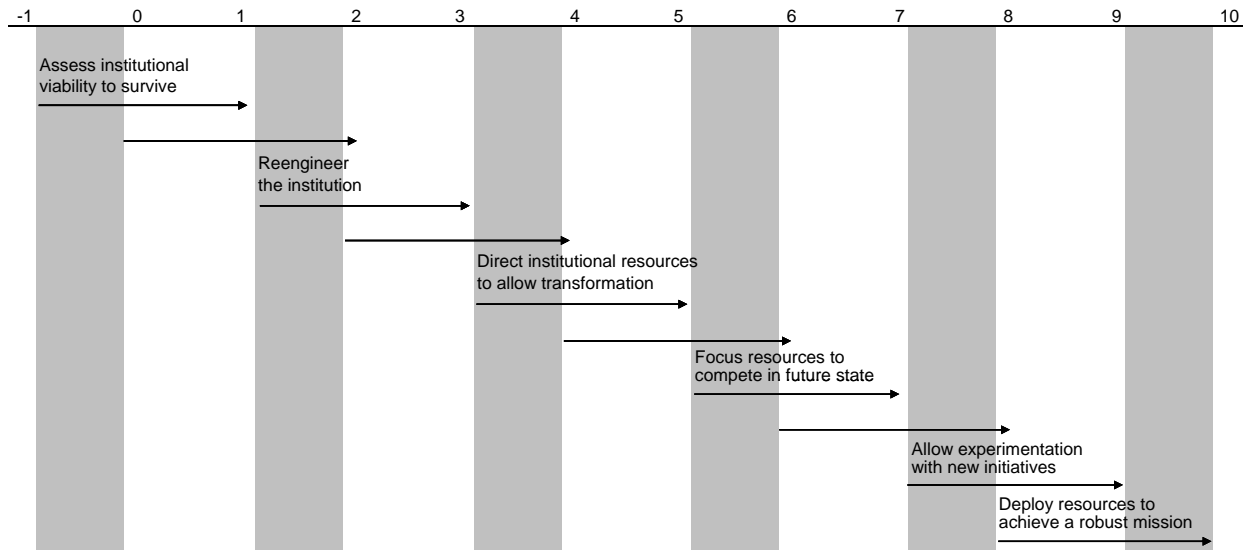 -1 0 1 2 3 4 5 6 7 8 9 10
Assess institutional
viability to survive
Reengineer
the institution
Direct institutional resources
to allow transformation
Focus resources to
compete in future state
Allow experimentation
with new initiatives
Deploy resources to
achieve a robust mission